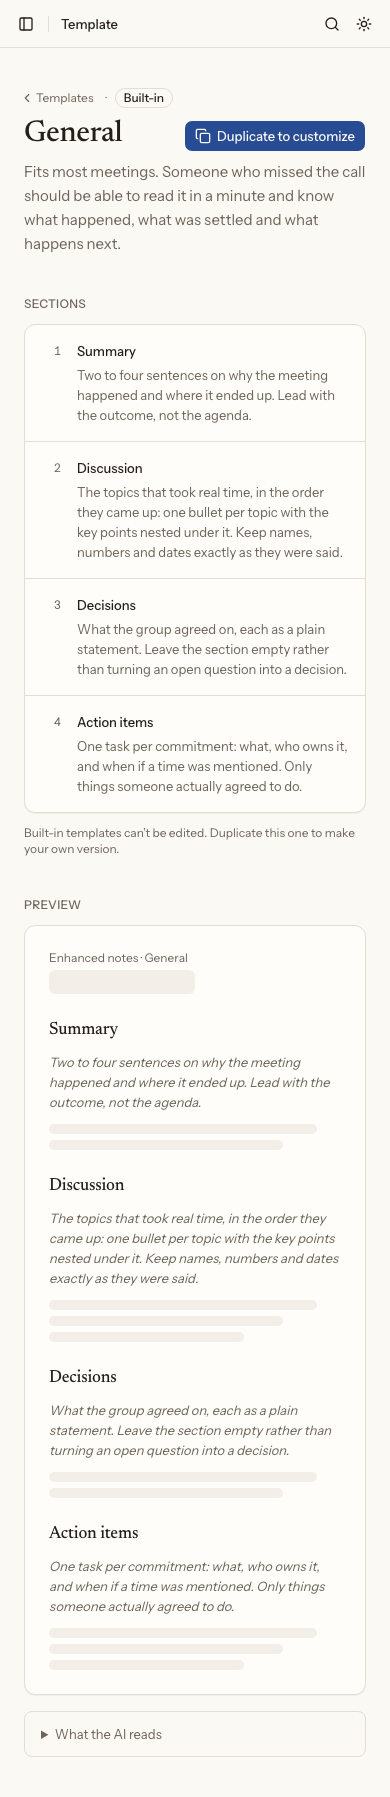 Template
Templates · Built-in
General
Duplicate to customize
Fits most meetings. Someone who missed the call
should be able to read it in a minute and know
what happened, what was settled and what
happens next.
SECTIONS
1 Summary
Two to four sentences on why the meeting
happened and where it ended up. Lead with
the outcome, not the agenda.
2 Discussion
The topics that took real time, in the order
they came up: one bullet per topic with the
key points nested under it. Keep names,
numbers and dates exactly as they were said.
3 Decisions
What the group agreed on, each as a plain
statement. Leave the section empty rather
than turning an open question into a decision.
4 Action items
One task per commitment: what, who owns it,
and when if a time was mentioned. Only
things someone actually agreed to do.
Built-in templates can't be edited. Duplicate this one to make
your own version.
PREVIEW
Enhanced notes · General
Summary
Two to four sentences on why the meeting
happened and where it ended up. Lead with the
outcome, not the agenda.
Discussion
The topics that took real time, in the order they
came up: one bullet per topic with the key points
nested under it. Keep names, numbers and dates
exactly as they were said.
Decisions
What the group agreed on, each as a plain
statement. Leave the section empty rather than
turning an open question into a decision.
Action items
One task per commitment: what, who owns it,
and when if a time was mentioned. Only things
someone actually agreed to do.
What the AI reads